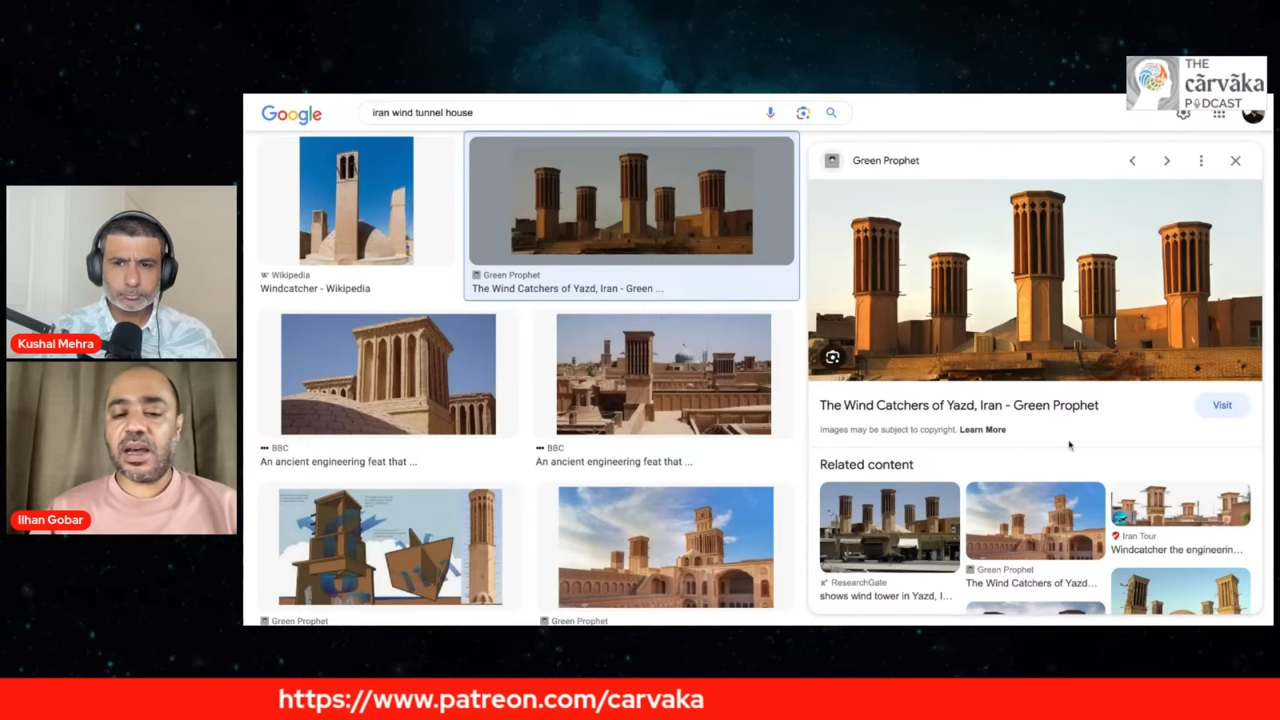 THE
cārvāka
PODCAST
Google
iran wind tunnel house
Green Prophet
Wikipedia
Windcatcher - Wikipedia
Green Prophet
The Wind Catchers of Yazd, Iran - Green ...
BBC
An ancient engineering feat that ...
BBC
An ancient engineering feat that ...
Green Prophet
Green Prophet
The Wind Catchers of Yazd, Iran - Green Prophet
Visit
Images may be subject to copyright. Learn More
Related content
ResearchGate
shows wind tower in Yazd, I...
Green Prophet
The Wind Catchers of Yazd...
Iran Tour
Windcatcher the engineerin...
Kushal Mehra
Ilhan Gobar
https://www.patreon.com/carvaka